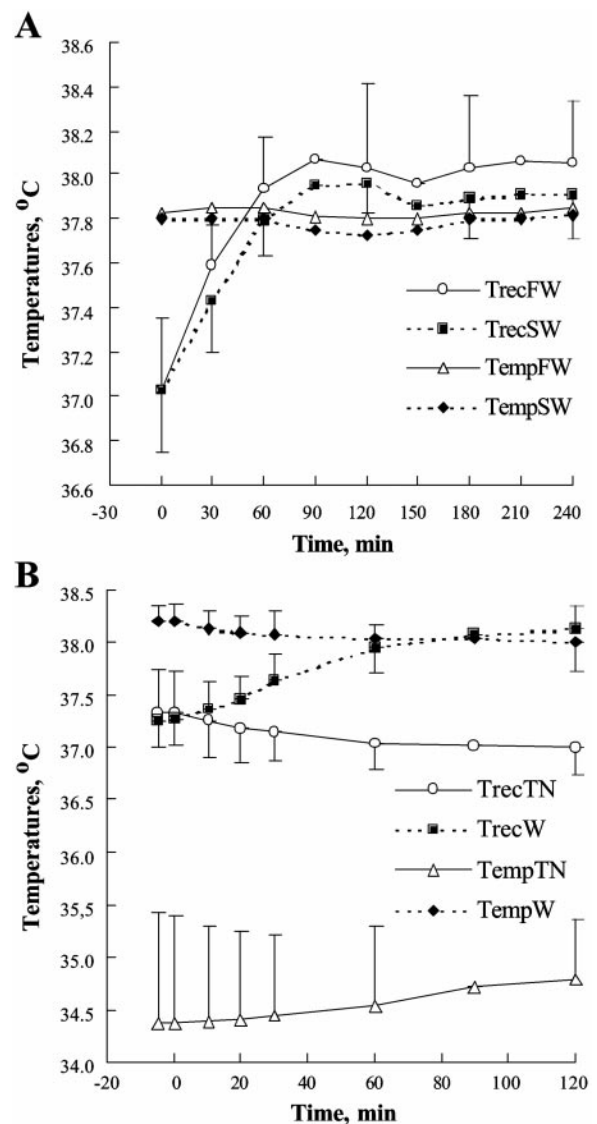 A
38.6
38.4
38.2
38.0
37.8
37.6
37.4
37.2
37.0
36.8
36.6
Temperatures, °C
TrecFW
TrecSW
TempFW
TempSW
-30 0 30 60 90 120 150 180 210 240
Time, min
B
38.5
38.0
37.5
37.0
36.5
36.0
35.5
35.0
34.5
34.0
Temperatures, °C
TrecTN
TrecW
TempTN
TempW
-20 0 20 40 60 80 100 120
Time, min